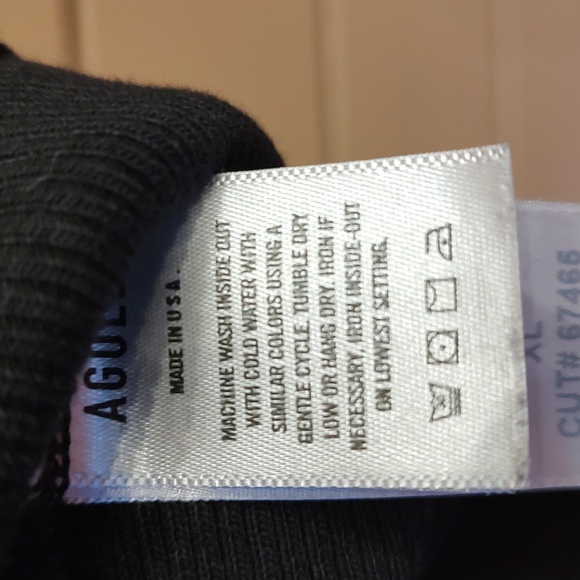 MADE IN U.S.A.
MACHINE WASH INSIDE OUT
WITH COLD WATER WITH
SIMILAR COLORS USING A
GENTLE CYCLE. TUMBLE DRY
LOW OR HANG DRY. IRON IF
NECESSARY. IRON INSIDE-OUT
ON LOWEST SETTING.
XL
CUT# 67466